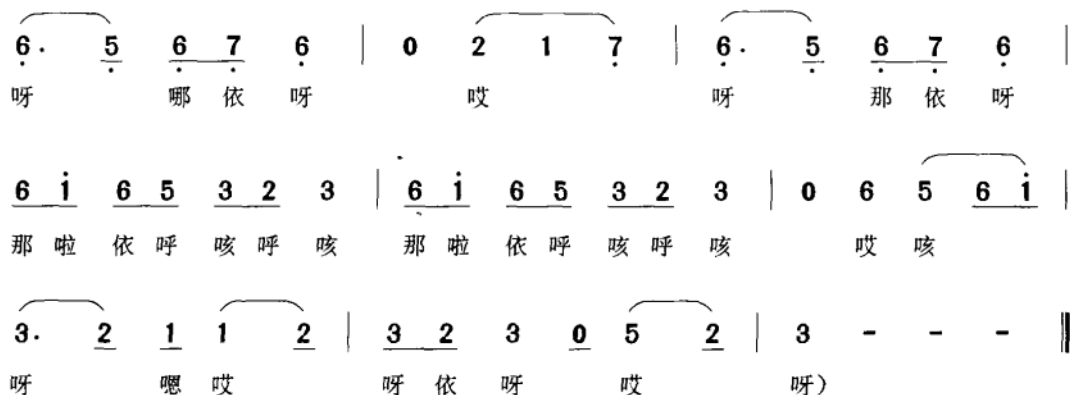 6. 5 6 7 6 | 0 2 1 7 | 6. 5 6 7 6 |
呀 哪 依 呀 哎 呀 那 依 呀
6 i 6 5 3 2 3 | 6 i 6 5 3 2 3 | 0 6 5 6 i |
那 啦 依 呼 咳 呼 咳 那 啦 依 呼 咳 呼 咳 哎 咳
3. 2 1 1 2 | 3 2 3 0 5 2 | 3 - - - ‖
呀 嗯 哎 呀 依 呀 哎 呀）